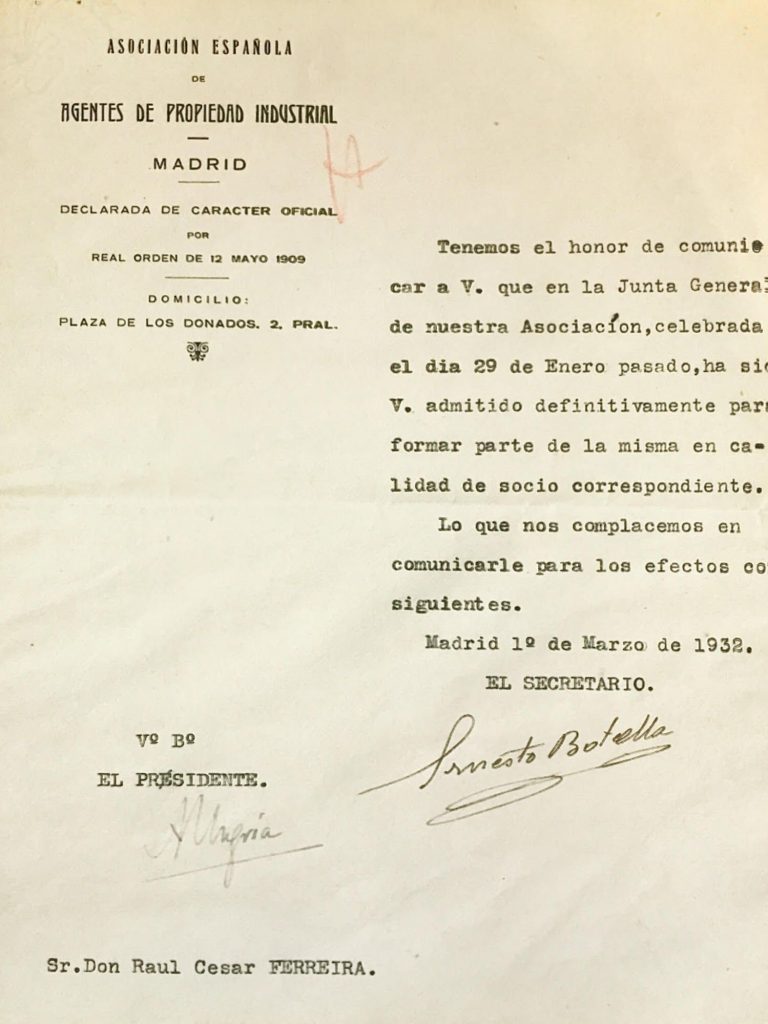 ASOCIACIÓN ESPAÑOLA
DE
AGENTES DE PROPIEDAD INDUSTRIAL
MADRID
DECLARADA DE CARACTER OFICIAL
POR
REAL ORDEN DE 12 MAYO 1909
DOMICILIO:
PLAZA DE LOS DONADOS. 2. PRAL.
Tenemos el honor de comuni
car a V. que en la Junta General
de nuestra Asociacíon,celebrada
el dia 29 de Enero pasado,ha
V. admitido definitivamente
formar parte de la misma en ca-
lidad de socio correspondiente.
Lo que nos complacemos en
comunicarle para los efectos
siguientes.
Madrid 1º de Marzo de 1932.
EL SECRETARIO.
Ernesto Botella
Vº Bº
EL PRESIDENTE.
Sr.Don Raul Cesar FERREIRA.